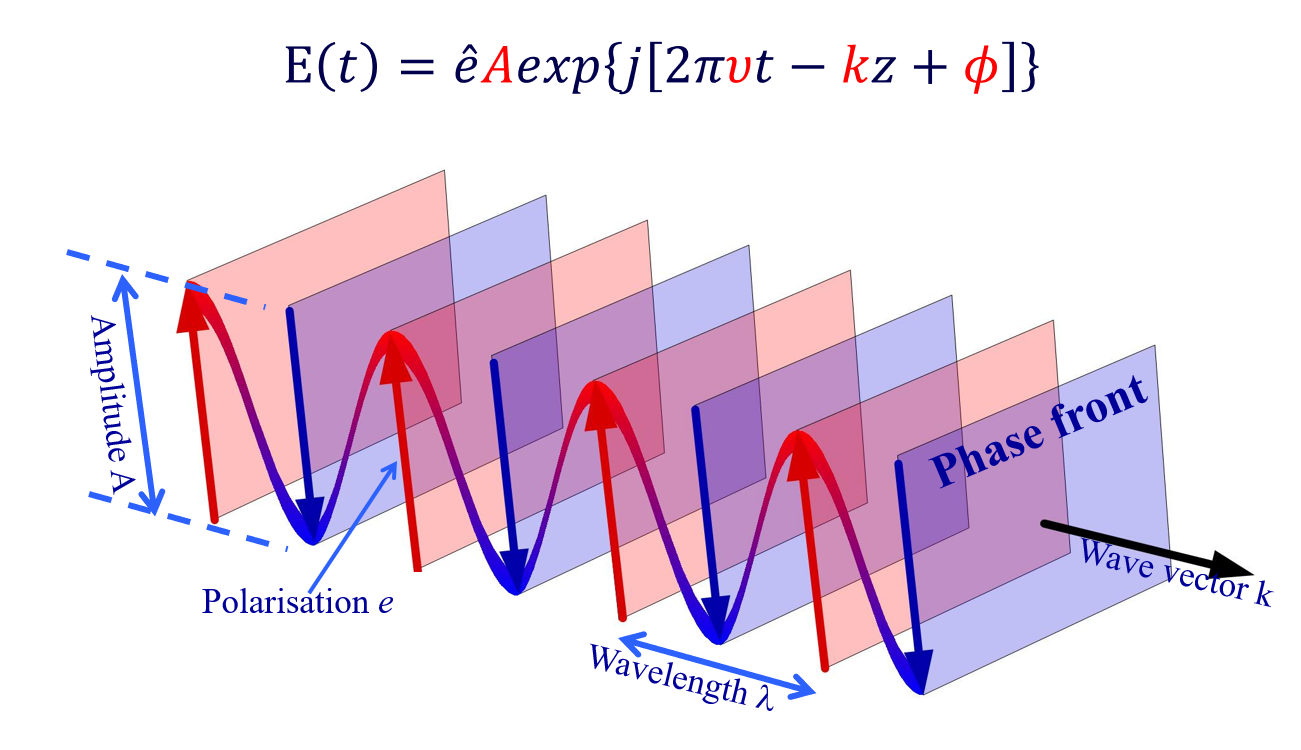 E(t) = êAexp{j[2πυt − kz + ϕ]}
Amplitude A
Phase front
Wave vector k
Polarisation e
Wavelength λ